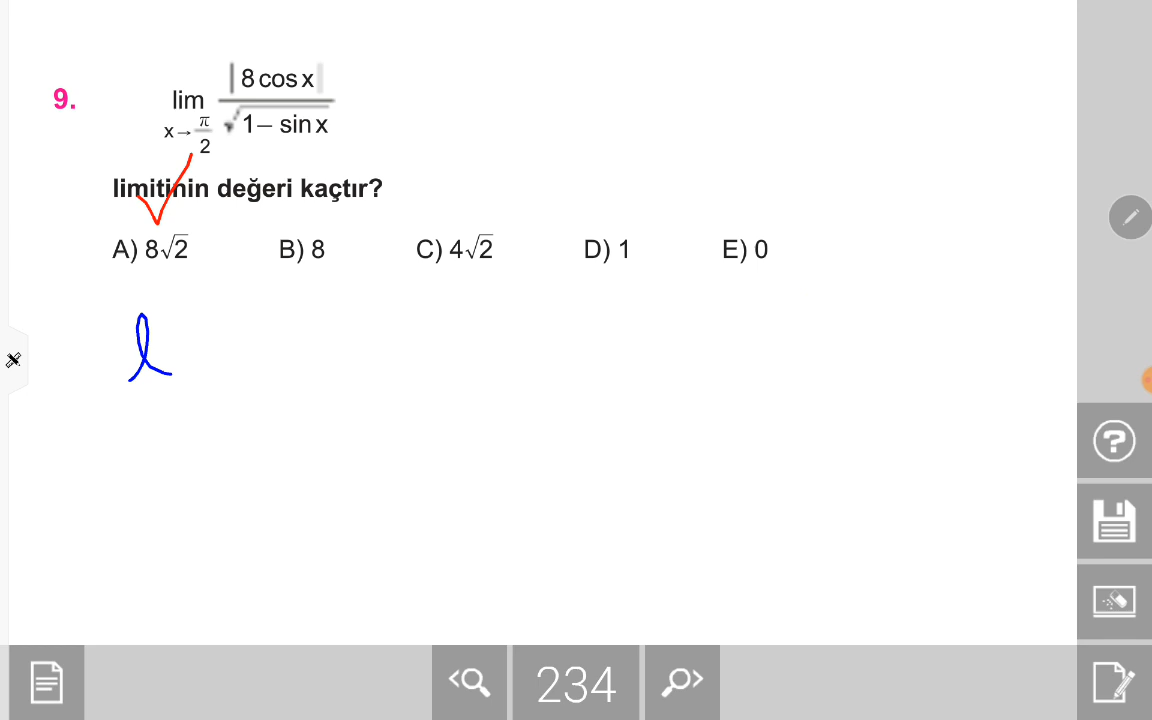 9. lim x→π/2 |8 cos x| / √1– sin x
limitinin değeri kaçtır?
A) 8√2 B) 8 C) 4√2 D) 1 E) 0
l
234